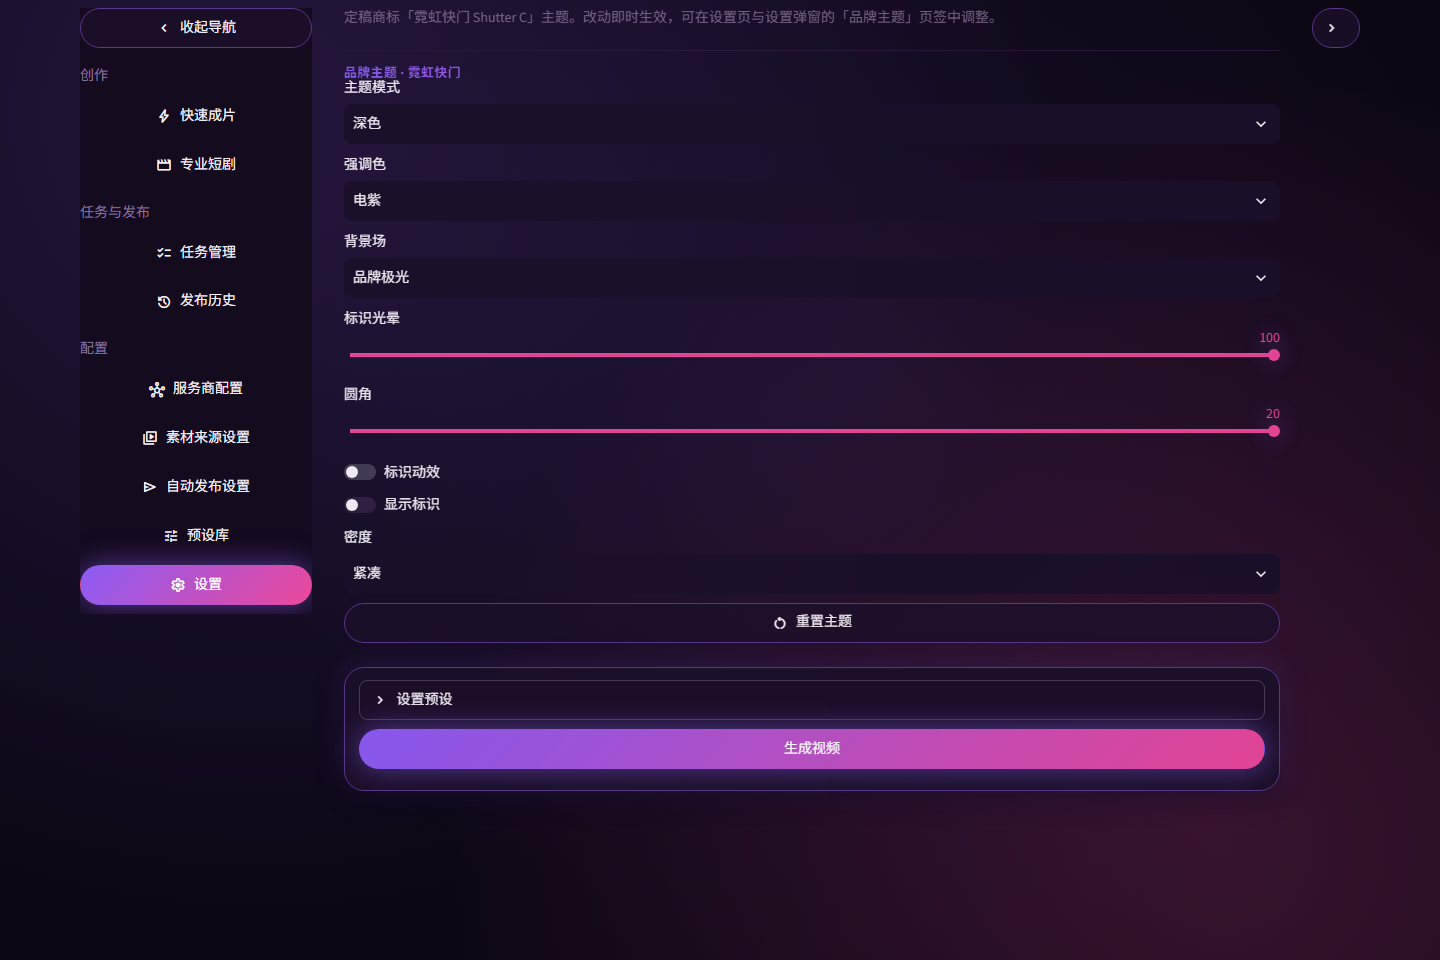 收起导航
创作
快速成片
专业短剧
任务与发布
任务管理
发布历史
配置
服务商配置
素材来源设置
自动发布设置
预设库
设置
定稿商标「霓虹快门 Shutter C」主题。改动即时生效，可在设置页与设置弹窗的「品牌主题」页签中调整。
品牌主题 · 霓虹快门
主题模式
深色
强调色
电紫
背景场
品牌极光
标识光晕
100
圆角
20
标识动效
显示标识
密度
紧凑
重置主题
设置预设
生成视频